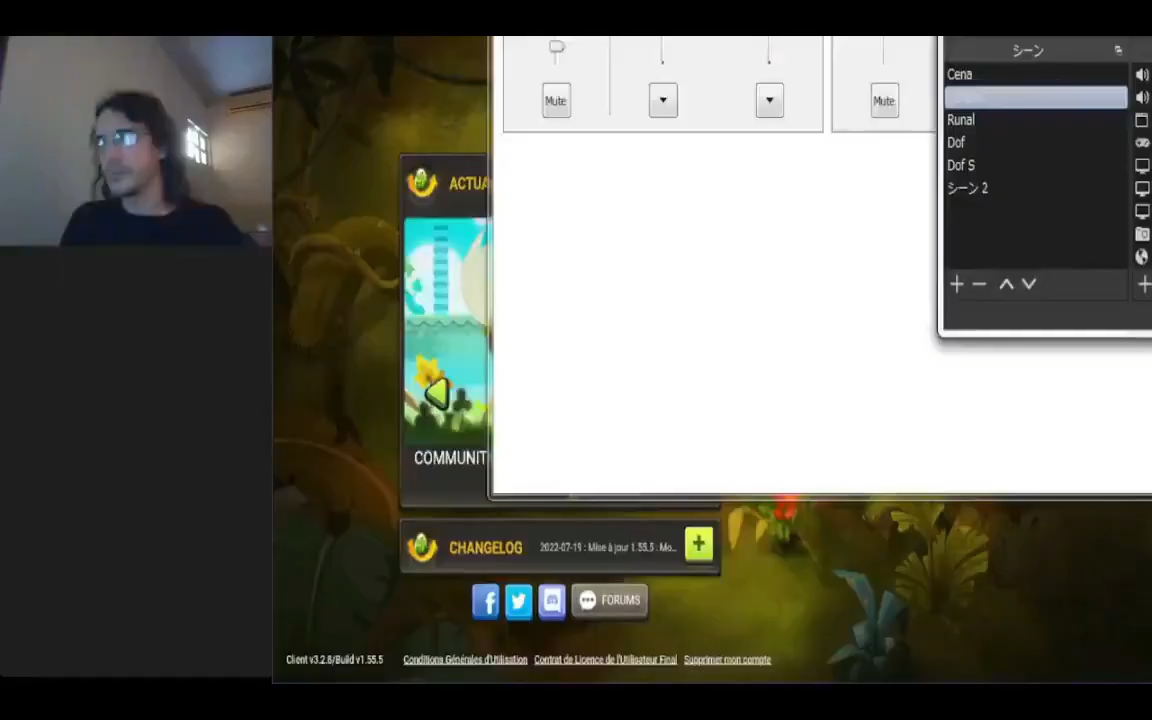 シーン
Cena
Mute
Mute
Runal
Dof
Dof S
シーン 2
ACTUA
COMMUNIT
CHANGELOG
2022-07-19 : Mise à jour 1.55.5 : Mo...
FORUMS
Client v3.2.8/Build v1.55.5
Conditions Générales d'Utilisation
Contrat de Licence de l'Utilisateur Final
Supprimer mon compte